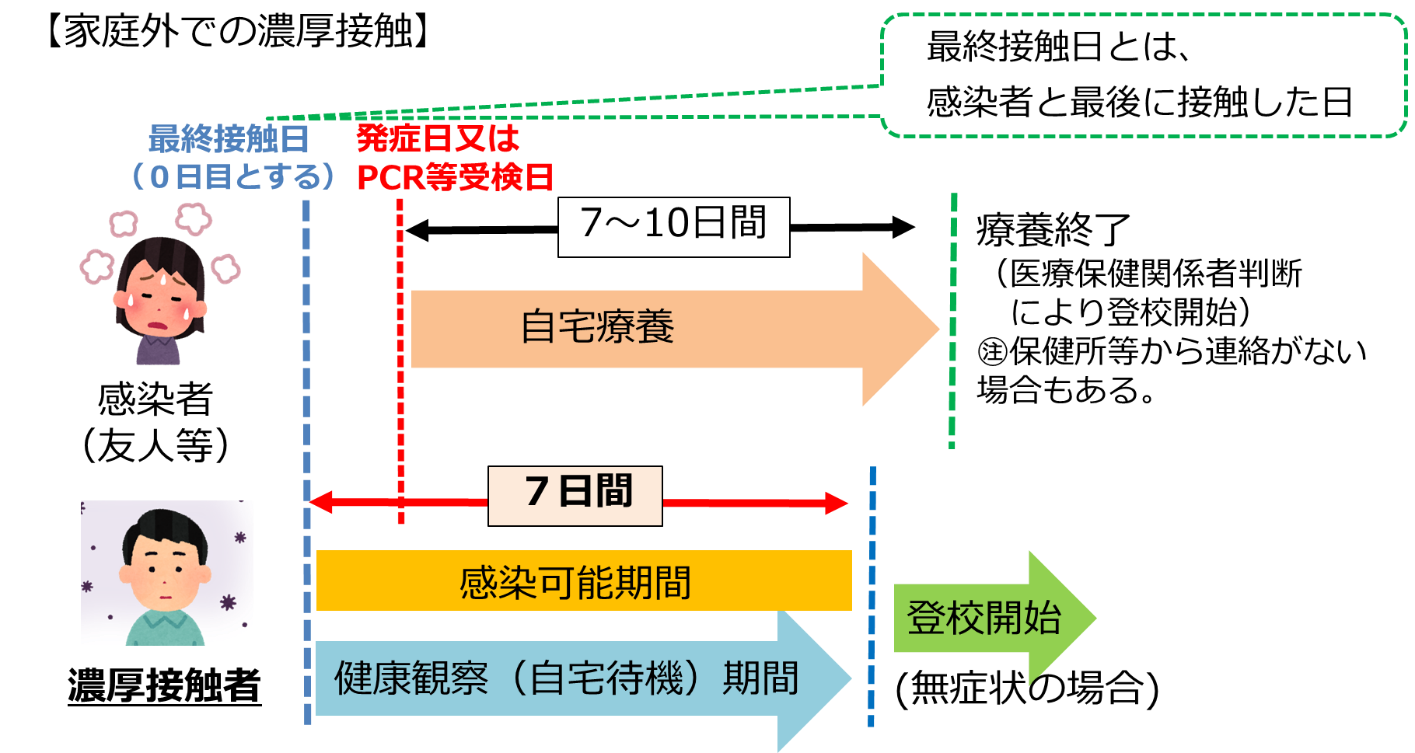 【家庭外での濃厚接触】
最終接触日とは、
感染者と最後に接触した日
最終接触日
（０日目とする）
発症日又は
PCR等受検日
7～10日間
療養終了
（医療保健関係者判断
により登校開始）
㊟保健所等から連絡がない
場合もある。
自宅療養
感染者
（友人等）
７日間
感染可能期間
登校開始
(無症状の場合)
健康観察（自宅待機）期間
濃厚接触者